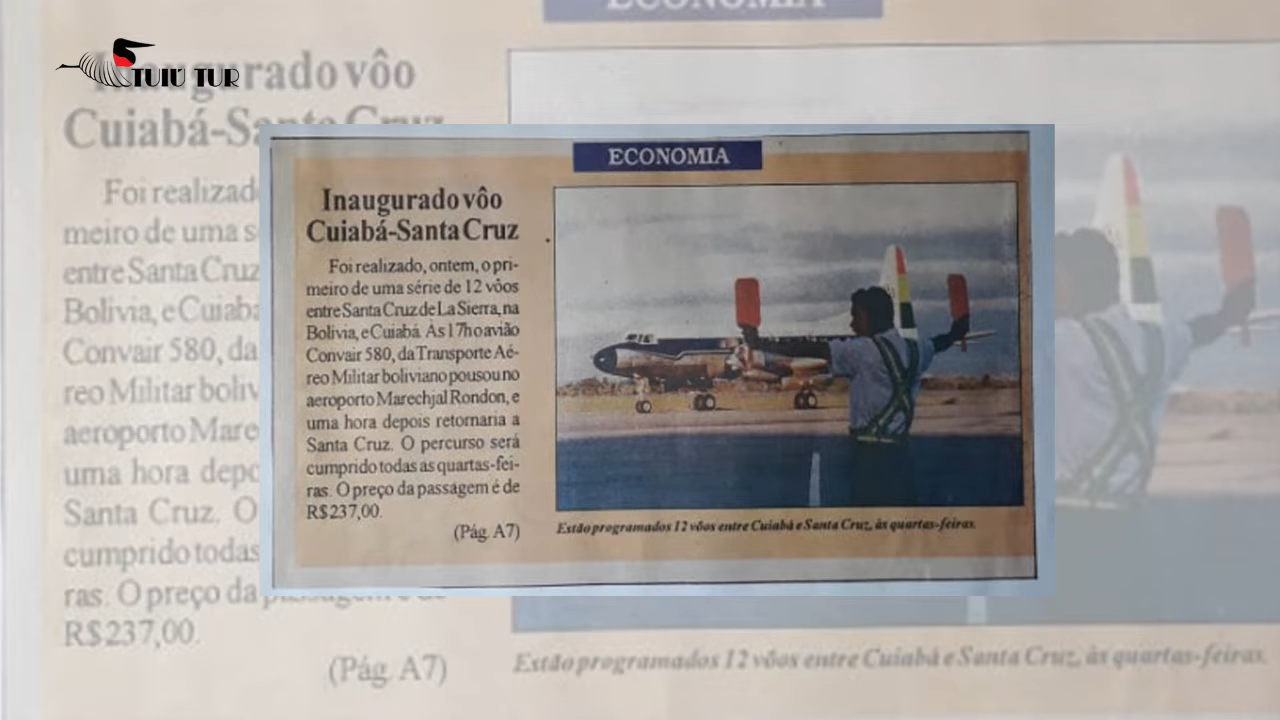 TUIÚ TUR
ECONOMIA
Inaugurado vôo
Cuiabá-Santa Cruz
Foi realizado, ontem, o pri-
meiro de uma série de 12 vôos
entre Santa Cruz de La Sierra, na
Bolívia, e Cuiabá. Às 17h o avião
Convair 580, da Transporte Aé-
reo Militar boliviano pousou no
aeroporto Marechjal Rondon, e
uma hora depois retornaria a
Santa Cruz. O percurso será
cumprido todas as quartas-fei-
ras. O preço da passagem é de
R$ 237,00.
(Pág. A7)
Estão programados 12 vôos entre Cuiabá e Santa Cruz, às quartas-feiras.